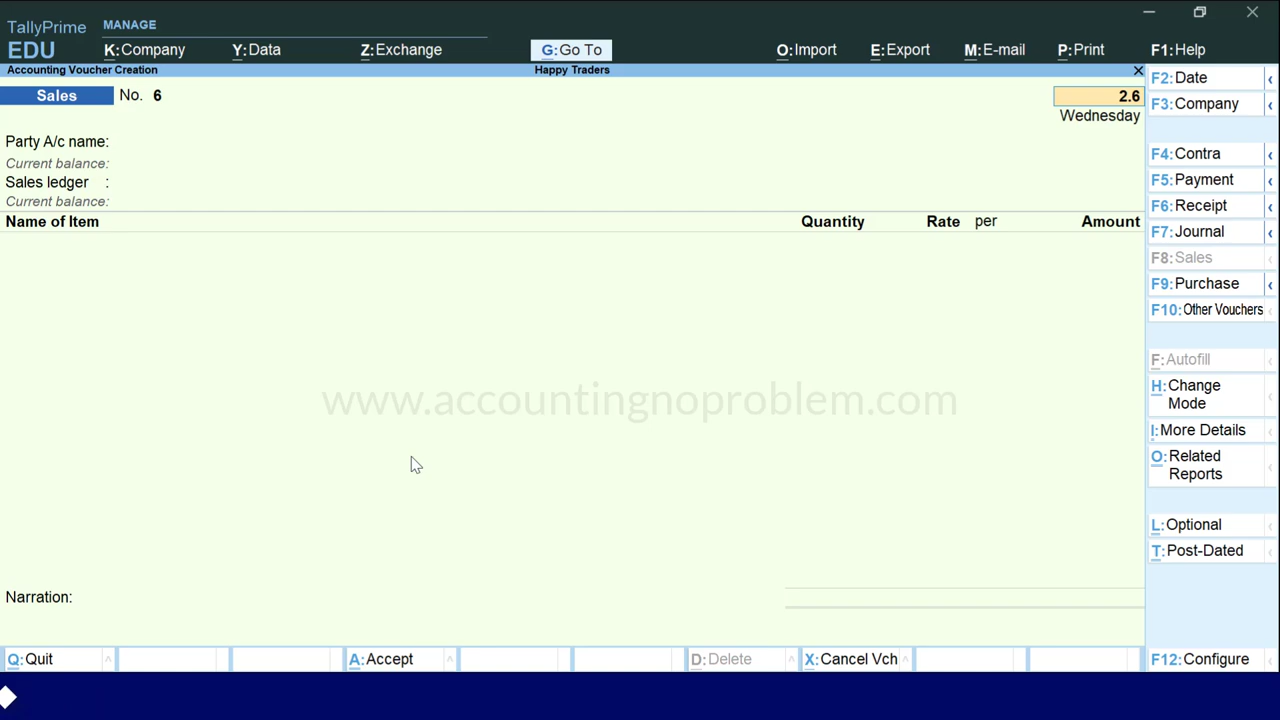 TallyPrime MANAGE
EDU K:Company Y:Data Z:Exchange G:Go To O:Import E:Export M:E-mail P:Print F1:Help
Accounting Voucher Creation Happy Traders
Sales No. 6 2.6
Wednesday
Party A/c name:
Current balance:
Sales ledger :
Current balance:
Name of Item Quantity Rate per Amount
www.accountingnoproblem.com
Narration:
F2:Date
F3:Company
F4:Contra
F5:Payment
F6:Receipt
F7:Journal
F8:Sales
F9:Purchase
F10:Other Vouchers
F:Autofill
H:Change
Mode
I:More Details
O:Related
Reports
L:Optional
T:Post-Dated
Q:Quit A:Accept D:Delete X:Cancel Vch F12:Configure